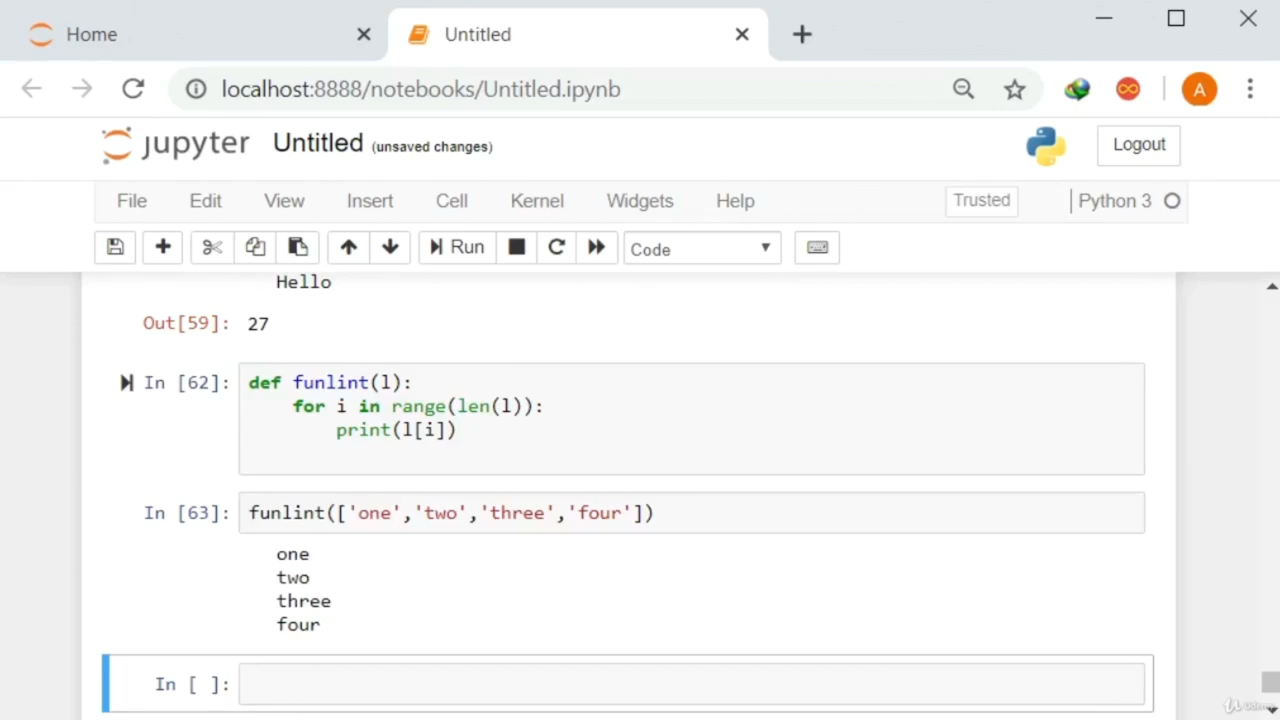 Home
Untitled
localhost:8888/notebooks/Untitled.ipynb
A
jupyter Untitled (unsaved changes)
Logout
File Edit View Insert Cell Kernel Widgets Help Trusted Python 3
Run Code
Hello
Out[59]: 27
In [62]: def funlint(l):
for i in range(len(l)):
print(l[i])
In [63]: funlint(['one','two','three','four'])
one
two
three
four
In [ ]: